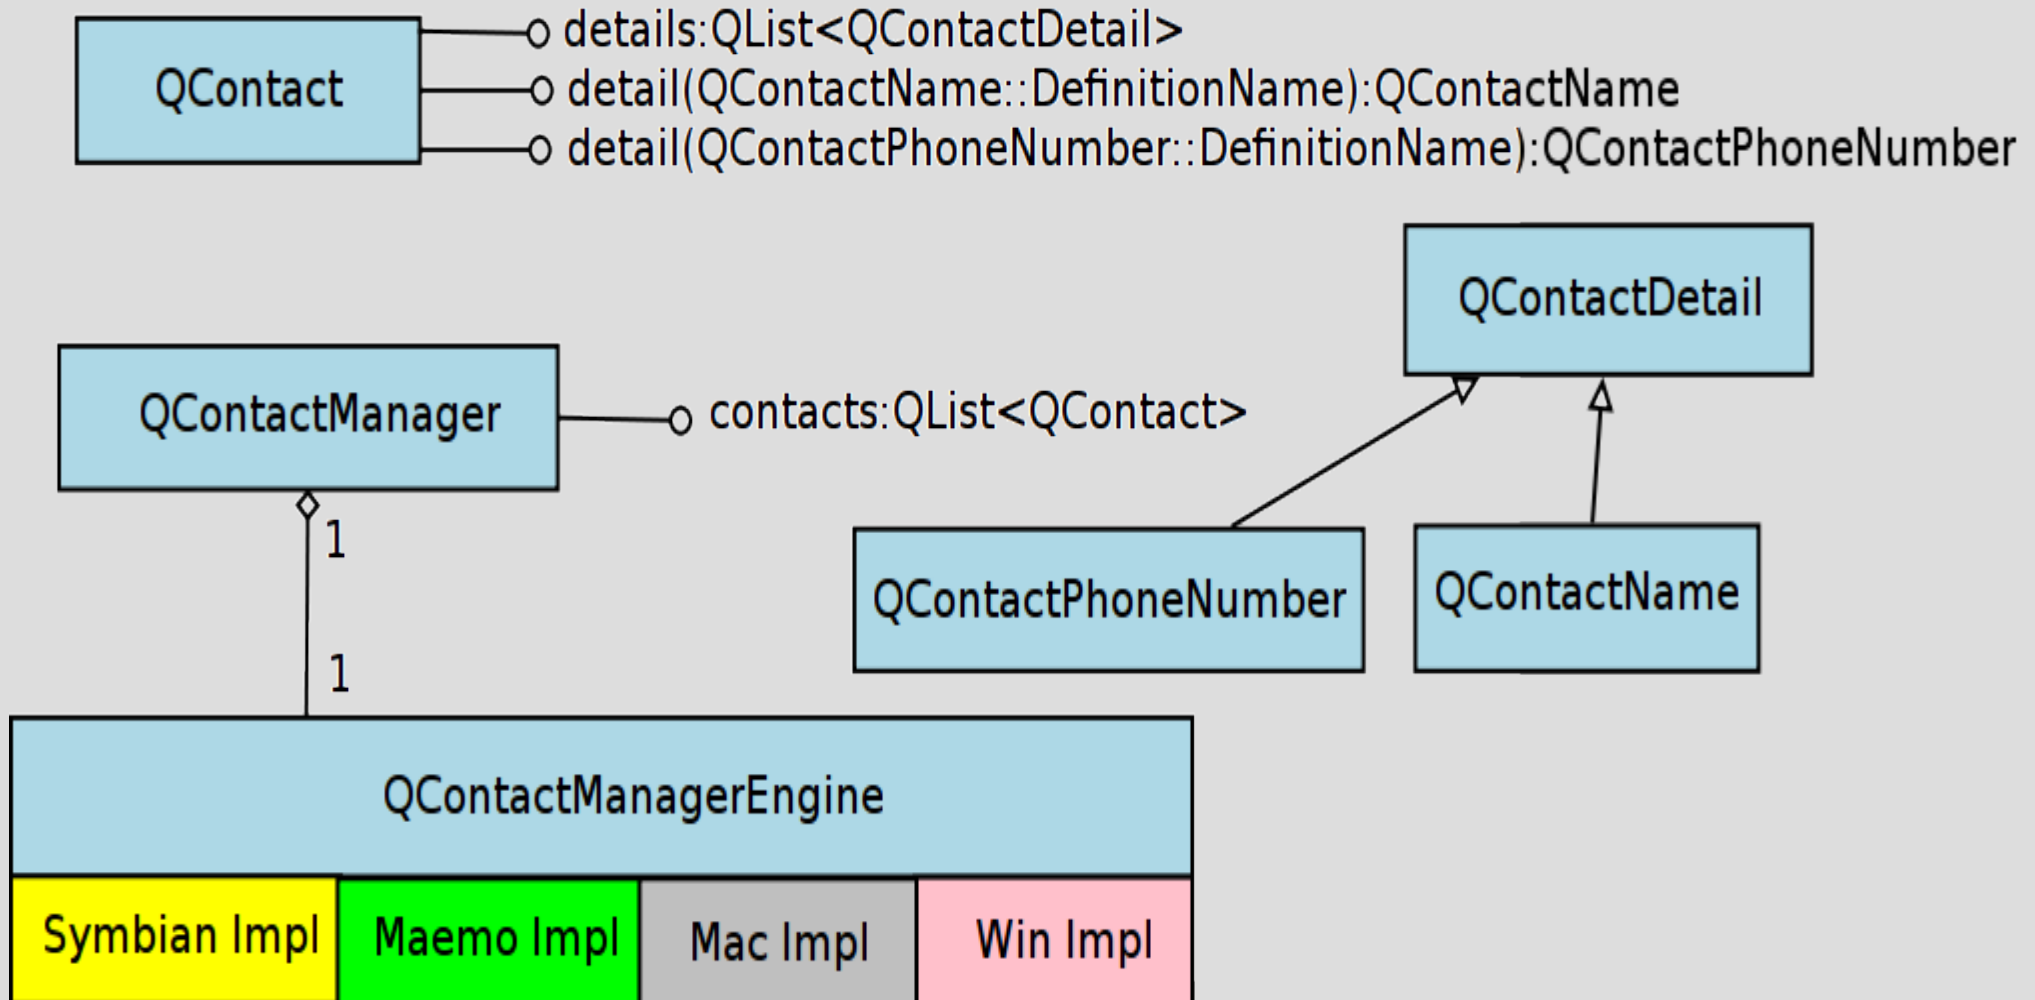 QContact
details:QList<QContactDetail>
detail(QContactName::DefinitionName):QContactName
detail(QContactPhoneNumber::DefinitionName):QContactPhoneNumber
QContactDetail
QContactManager
contacts:QList<QContact>
1
QContactPhoneNumber
QContactName
1
QContactManagerEngine
Symbian Impl
Maemo Impl
Mac Impl
Win Impl